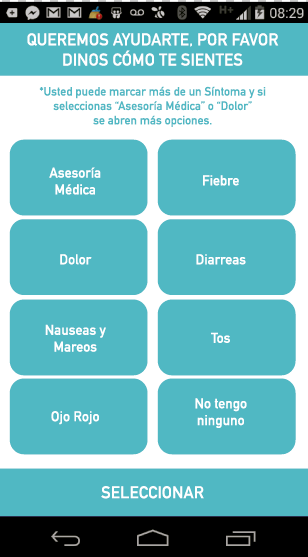 H+ 08:29
QUEREMOS AYUDARTE, POR FAVOR
DINOS CÓMO TE SIENTES
*Usted puede marcar más de un Síntoma y si
seleccionas “Asesoría Médica” o “Dolor”
se abren más opciones.
Asesoría
Médica
Fiebre
Dolor
Diarreas
Nauseas y
Mareos
Tos
Ojo Rojo
No tengo
ninguno
SELECCIONAR